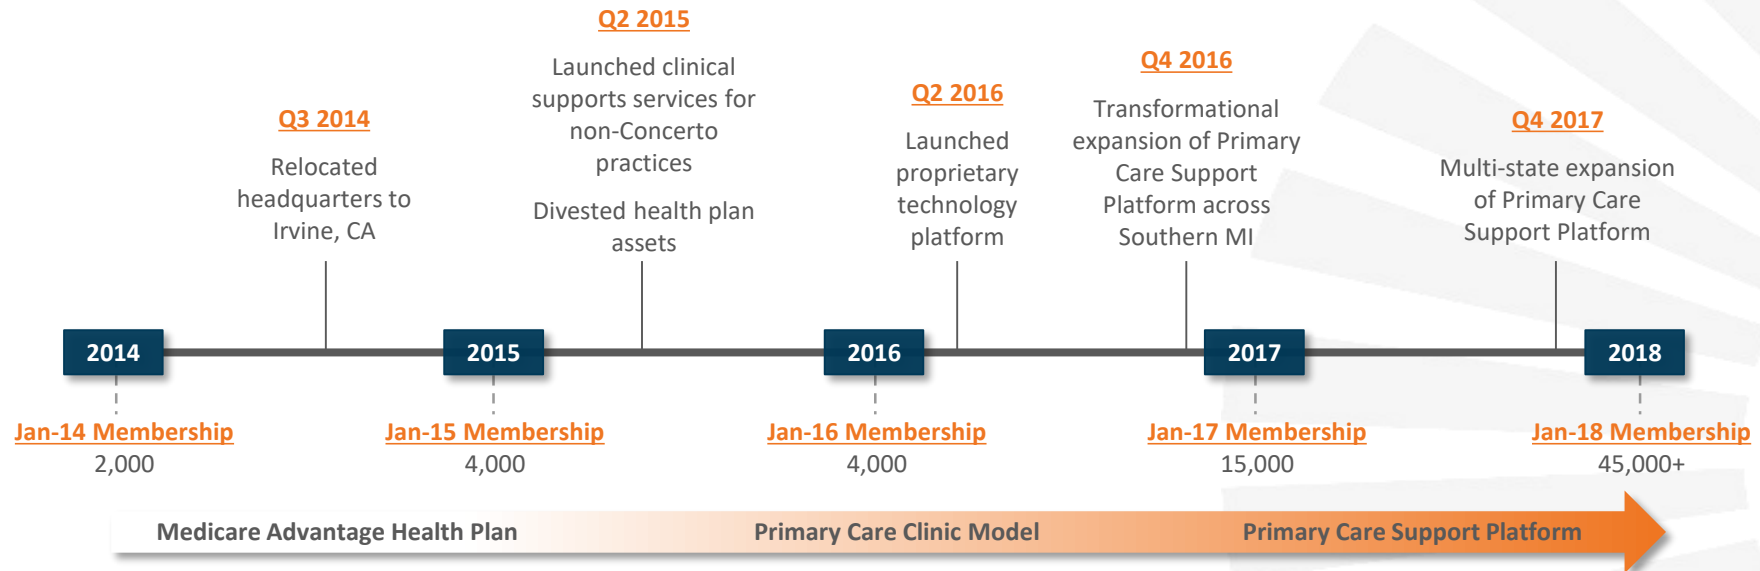 Q2 2015
Launched clinical
supports services for
non-Concerto
practices
Divested health plan
assets
Q3 2014
Relocated
headquarters to
Irvine, CA
Q2 2016
Launched
proprietary
technology
platform
Q4 2016
Transformational
expansion of Primary
Care Support
Platform across
Southern MI
Q4 2017
Multi-state expansion
of Primary Care
Support Platform
2014
2015
2016
2017
2018
Jan-14 Membership
2,000
Jan-15 Membership
4,000
Jan-16 Membership
4,000
Jan-17 Membership
15,000
Jan-18 Membership
45,000+
Medicare Advantage Health Plan
Primary Care Clinic Model
Primary Care Support Platform